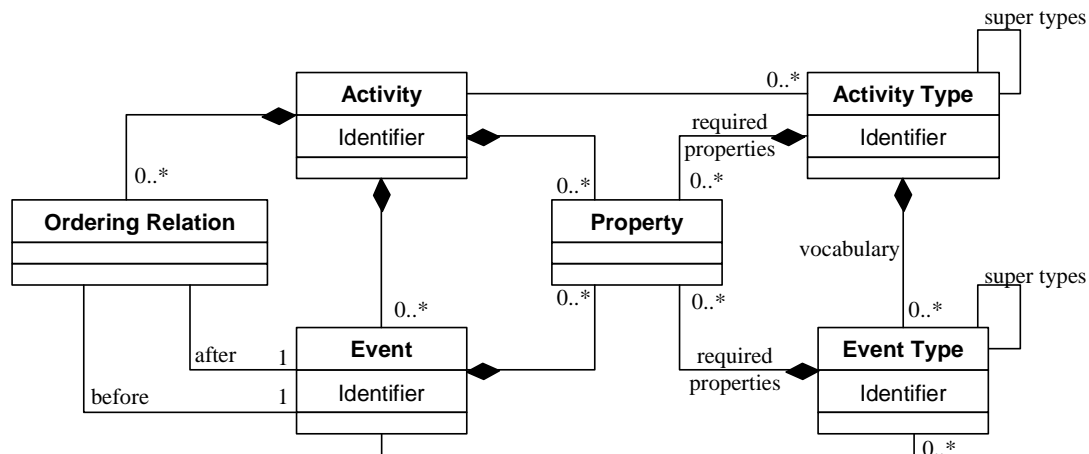 super types
Activity
0..*
Activity Type
Identifier
required
properties
Identifier
0..*
0..*
0..*
Ordering Relation
Property
vocabulary
super types
0..*
0..*
0..*
0..*
Event
required
properties
Event Type
after
1
before
1
Identifier
Identifier
0..*